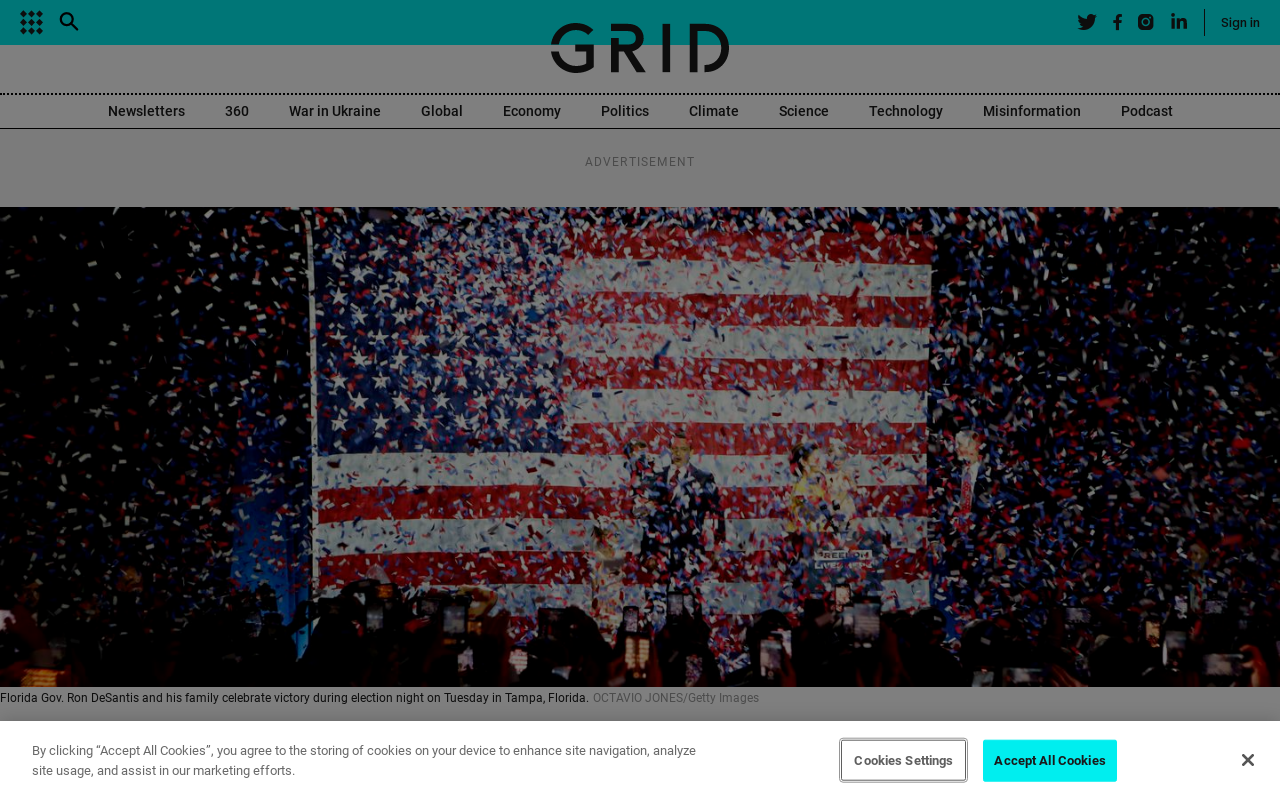 Sign in
GRID
Newsletters 360 War in Ukraine Global Economy Politics Climate Science Technology Misinformation Podcast
ADVERTISEMENT
Florida Gov. Ron DeSantis and his family celebrate victory during election night on Tuesday in Tampa, Florida. OCTAVIO JONES/Getty Images
By clicking “Accept All Cookies”, you agree to the storing of cookies on your device to enhance site navigation, analyze
site usage, and assist in our marketing efforts.
Cookies Settings
Accept All Cookies